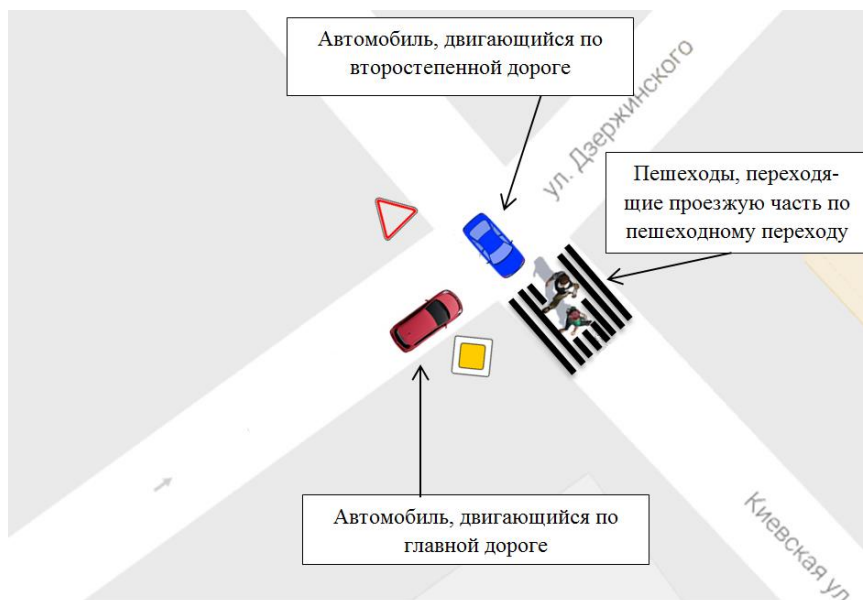 Автомобиль, двигающийся по
второстепенной дороге
ул. Дзержинского
Пешеходы, переходя-
щие проезжую часть по
пешеходному переходу
Автомобиль, двигающийся по
главной дороге
Киевская ул.